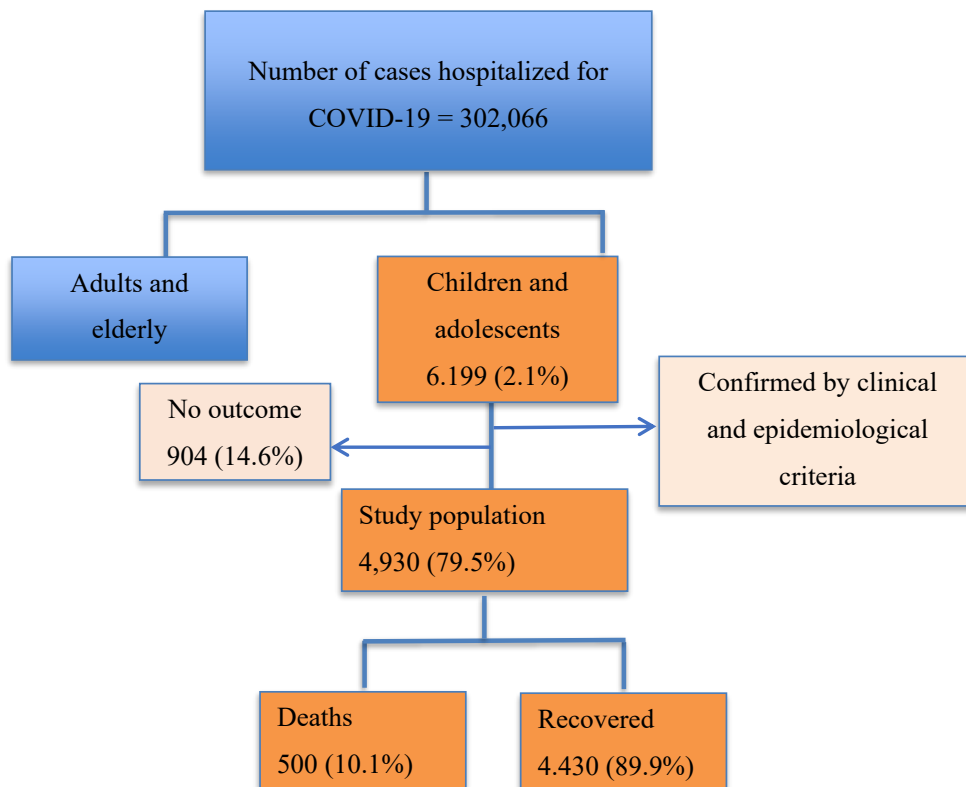 Number of cases hospitalized for
COVID-19 = 302,066
Adults and
elderly
Children and
adolescents
6.199 (2.1%)
No outcome
904 (14.6%)
Confirmed by clinical
and epidemiological
criteria
Study population
4,930 (79.5%)
Deaths
500 (10.1%)
Recovered
4.430 (89.9%)